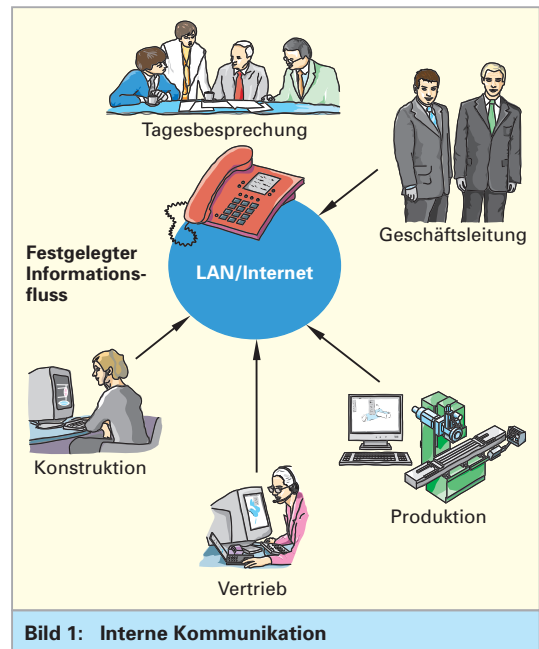 Tagesbesprechung
Geschäftsleitung
Festgelegter
Informations-
fluss
LAN/Internet
Konstruktion
Produktion
Vertrieb
Bild 1: Interne Kommunikation